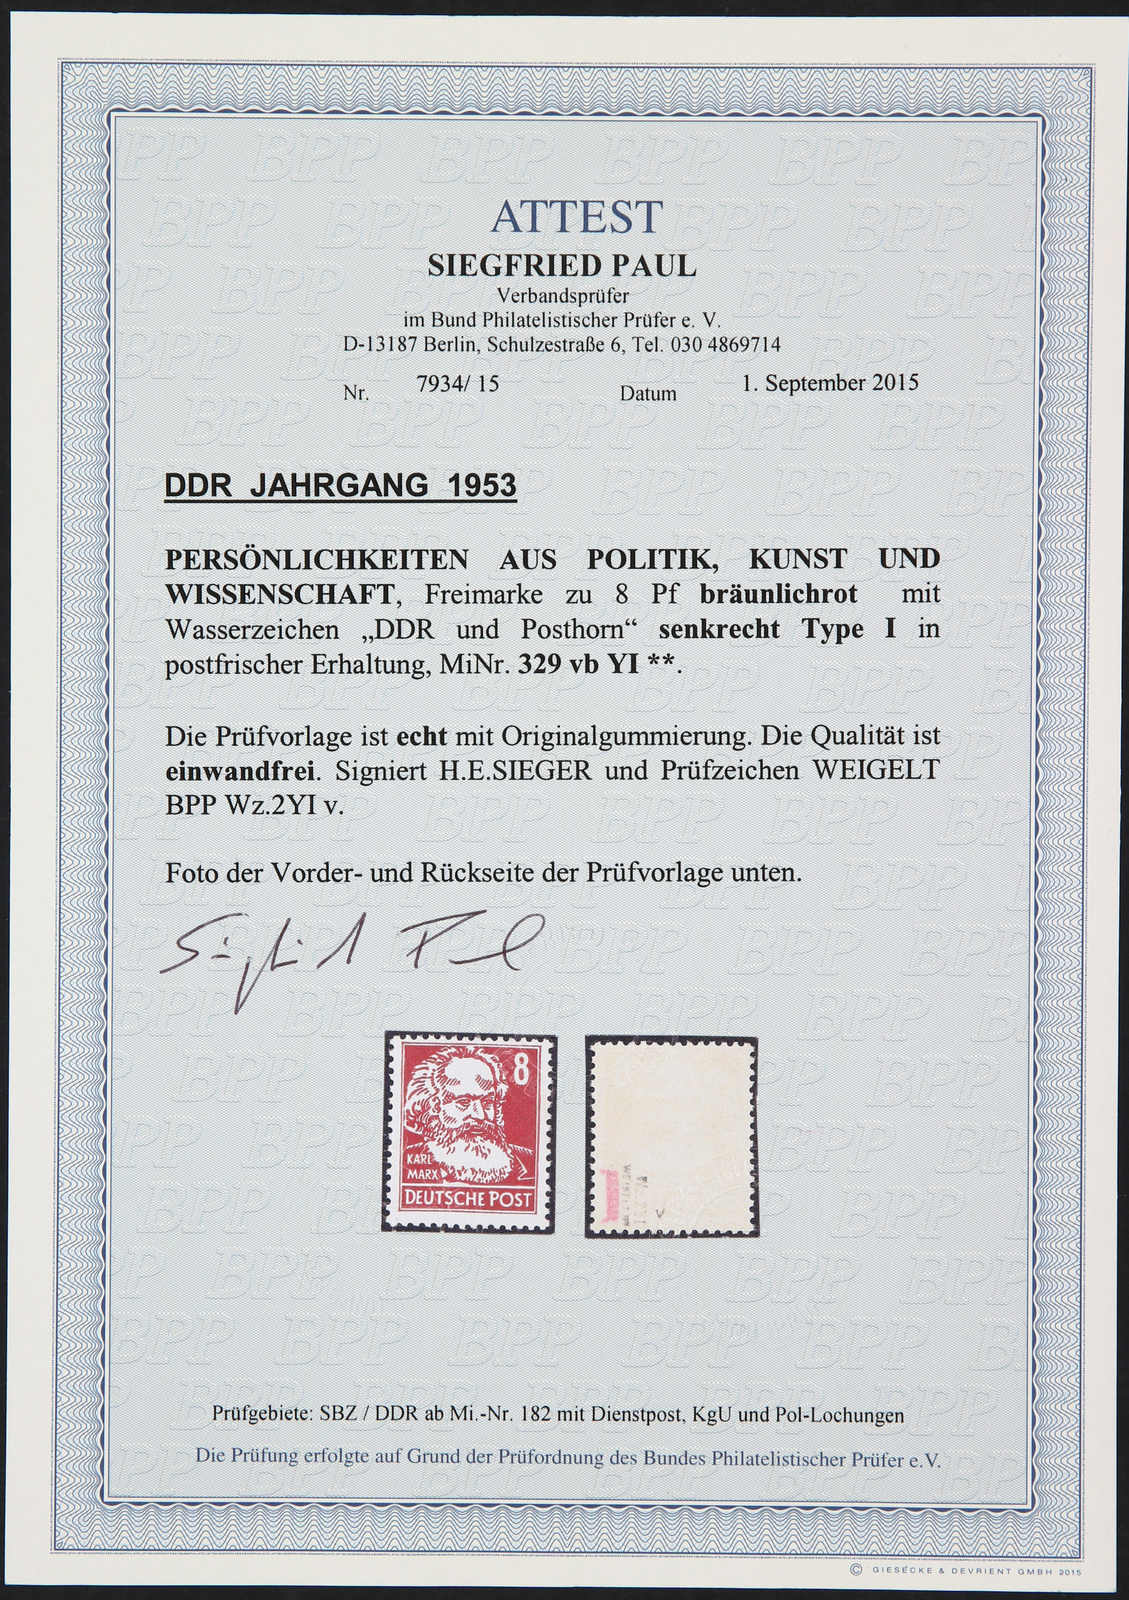 ATTEST
SIEGFRIED PAUL
Verbandsprüfer
im Bund Philatelistischer Prüfer e. V.
D-13187 Berlin, Schulzestraße 6, Tel. 030 4869714
Nr. 7934/ 15 Datum 1. September 2015
DDR JAHRGANG 1953
PERSÖNLICHKEITEN AUS POLITIK, KUNST UND
WISSENSCHAFT, Freimarke zu 8 Pf bräunlichrot mit
Wasserzeichen „DDR und Posthorn“ senkrecht Type I in
postfrischer Erhaltung, MiNr. 329 vb YI **.
Die Prüfvorlage ist echt mit Originalgummierung. Die Qualität ist
einwandfrei. Signiert H.E.SIEGER und Prüfzeichen WEIGELT
BPP Wz.2YI v.
Foto der Vorder- und Rückseite der Prüfvorlage unten.
Siegfried Paul
8
KARL
MARX
DEUTSCHE POST
v
Prüfgebiete: SBZ / DDR ab Mi.-Nr. 182 mit Dienstpost, KgU und Pol-Lochungen
Die Prüfung erfolgte auf Grund der Prüfordnung des Bundes Philatelistischer Prüfer e.V.
© GIESECKE & DEVRIENT GMBH 2015